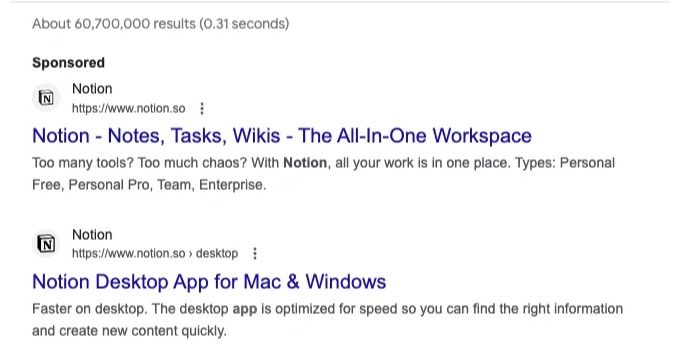 About 60,700,000 results (0.31 seconds)
Sponsored
N
Notion
https://www.notion.so
Notion - Notes, Tasks, Wikis - The All-In-One Workspace
Too many tools? Too much chaos? With Notion, all your work is in one place. Types: Personal
Free, Personal Pro, Team, Enterprise.
N
Notion
https://www.notion.so › desktop
Notion Desktop App for Mac & Windows
Faster on desktop. The desktop app is optimized for speed so you can find the right information
and create new content quickly.